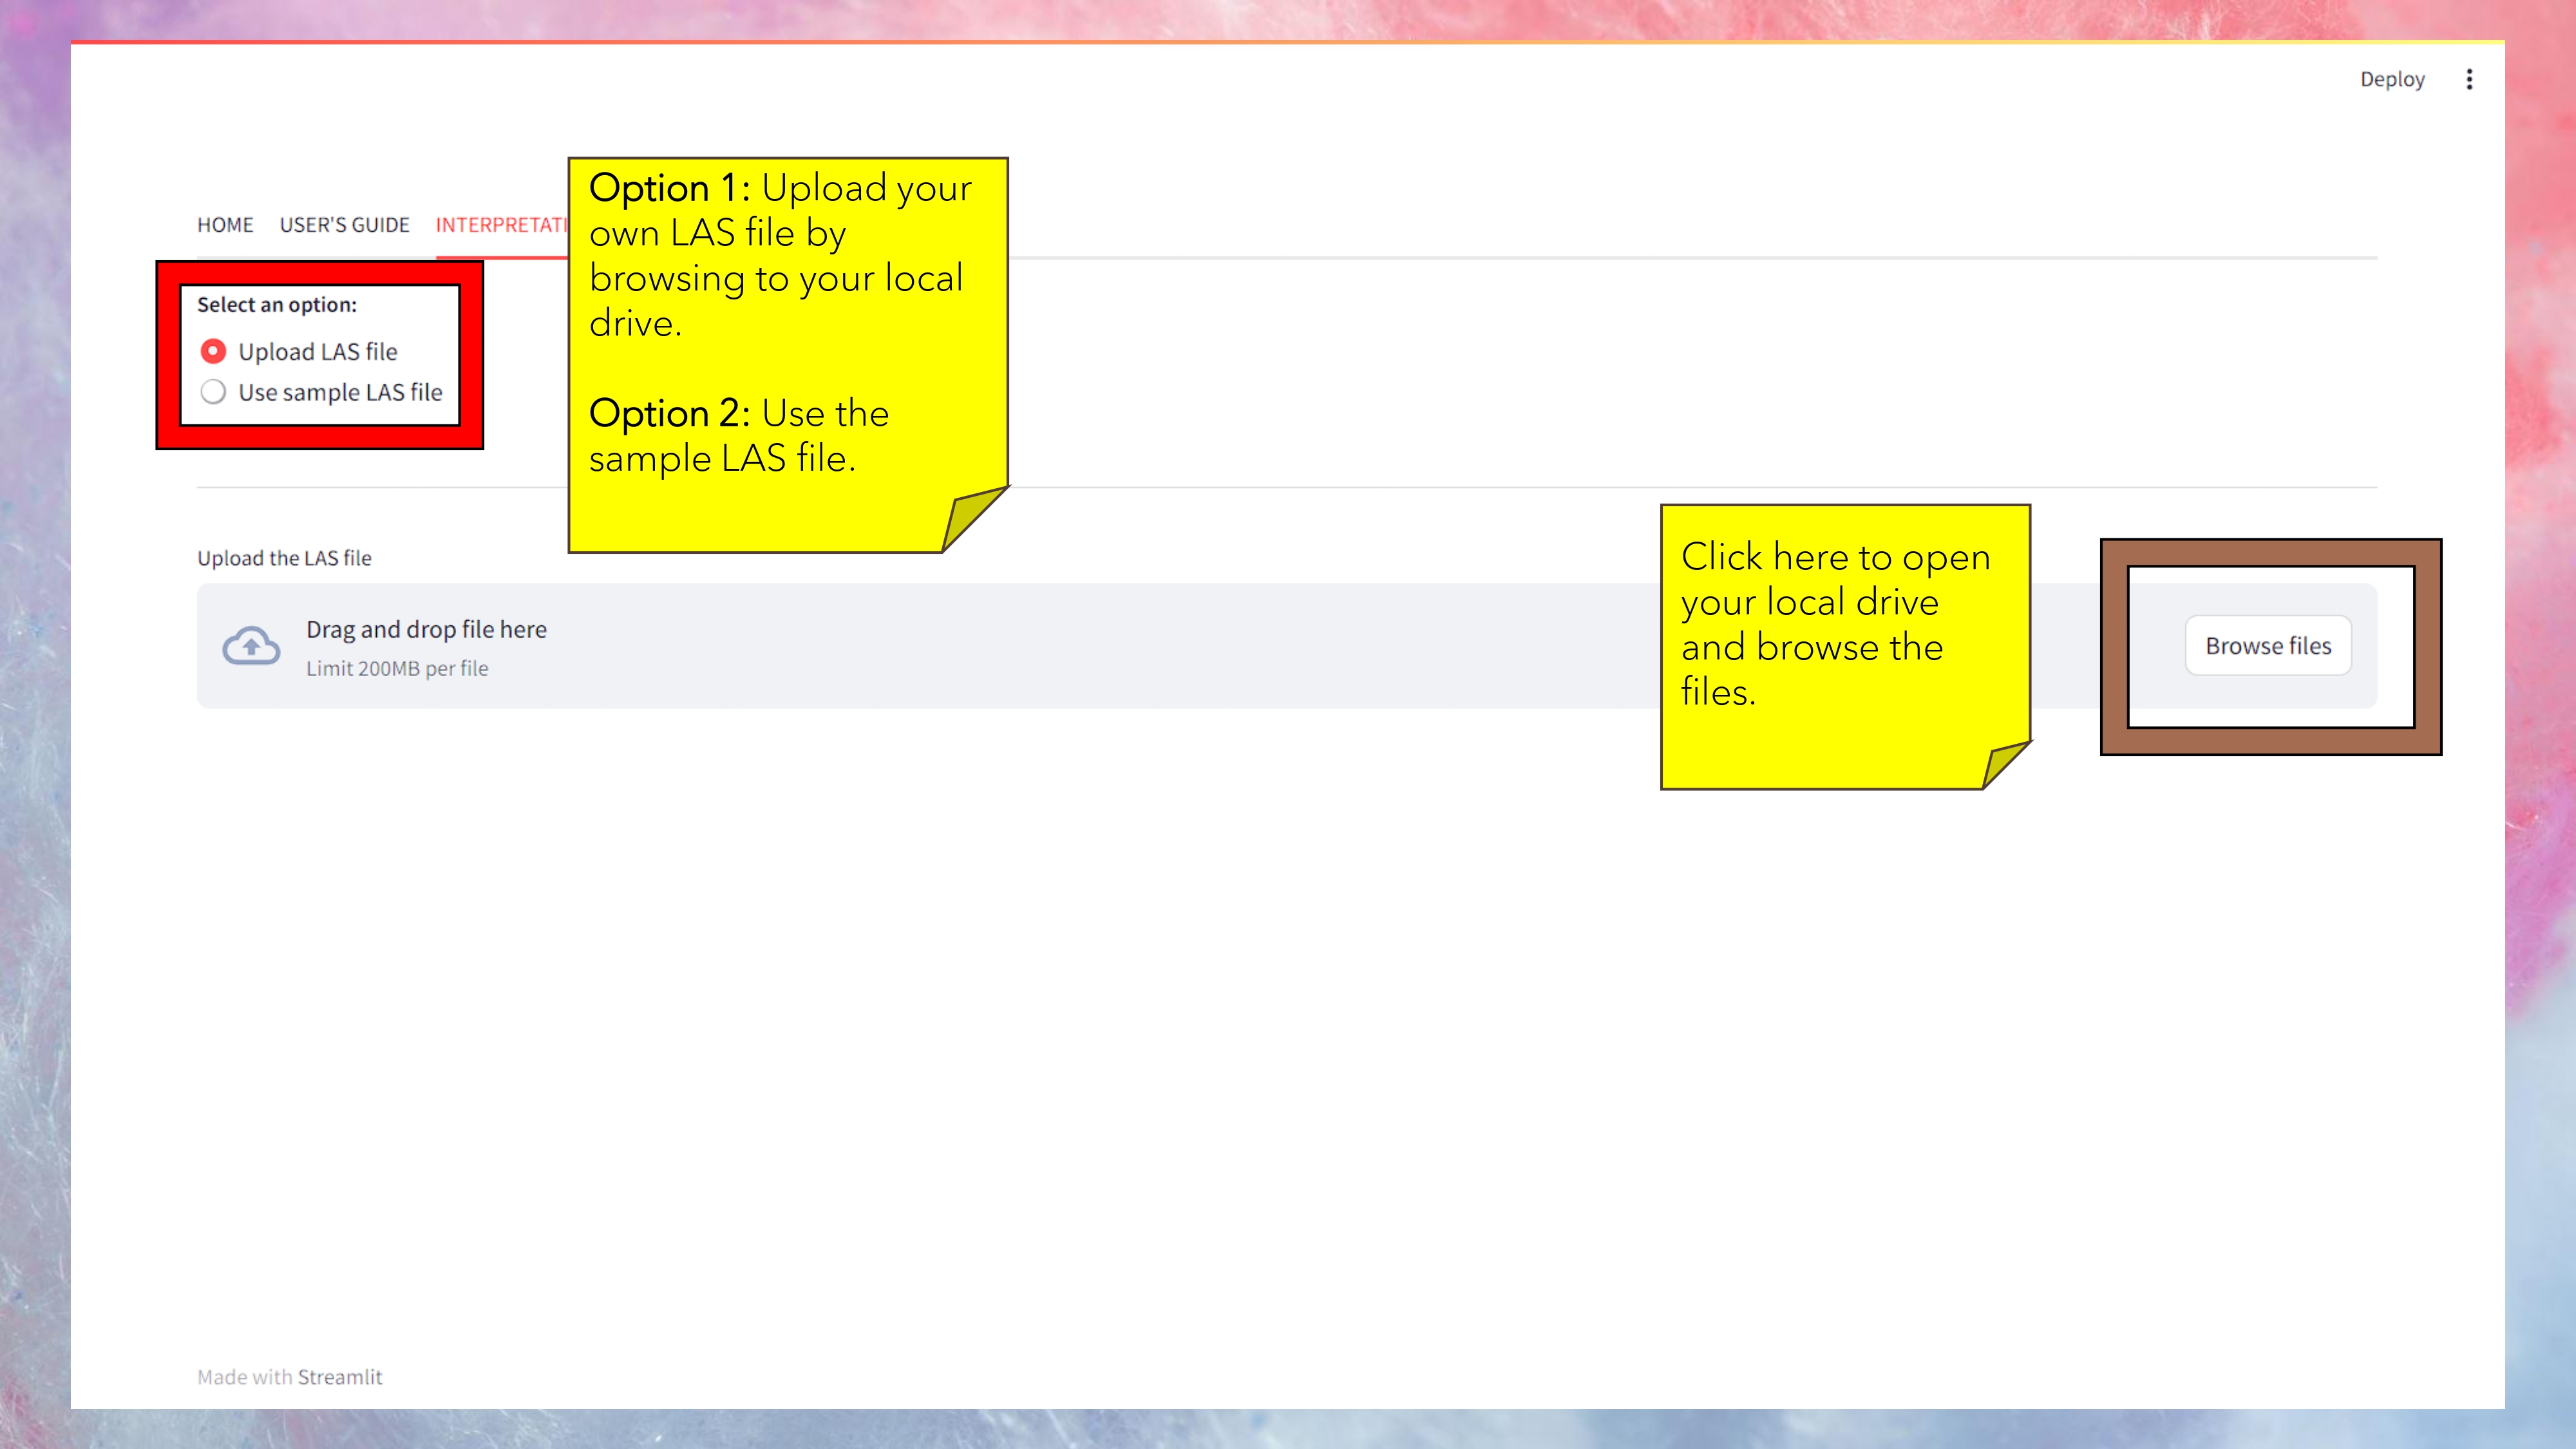 Deploy
HOME USER'S GUIDE
Option 1: Upload your
own LAS file by
browsing to your local
drive.
Option 2: Use the
sample LAS file.
Select an option:
Upload LAS file
Use sample LAS file
Upload the LAS file
Drag and drop file here
Limit 200MB per file
Click here to open
your local drive
and browse the
files.
Browse files
Made with Streamlit